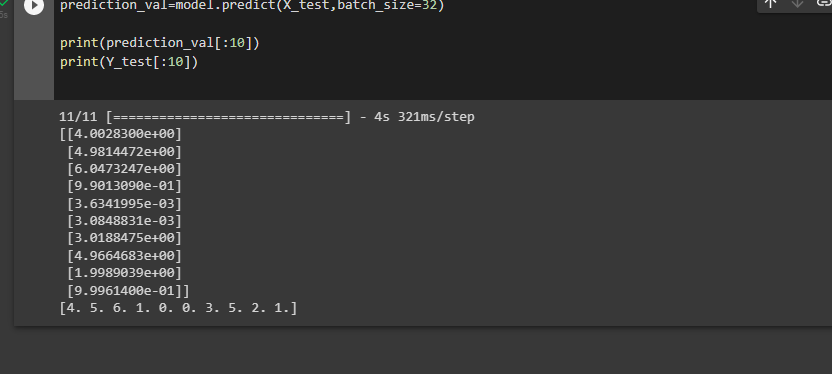 prediction_val=model.predict(X_test,batch_size=32)
print(prediction_val[:10])
print(Y_test[:10])
11/11 [==============================] - 4s 321ms/step
[[4.0028300e+00]
 [4.9814472e+00]
 [6.0473247e+00]
 [9.9013090e-01]
 [3.6341995e-03]
 [3.0848831e-03]
 [3.0188475e+00]
 [4.9664683e+00]
 [1.9989039e+00]
 [9.9961400e-01]]
[4. 5. 6. 1. 0. 0. 3. 5. 2. 1.]